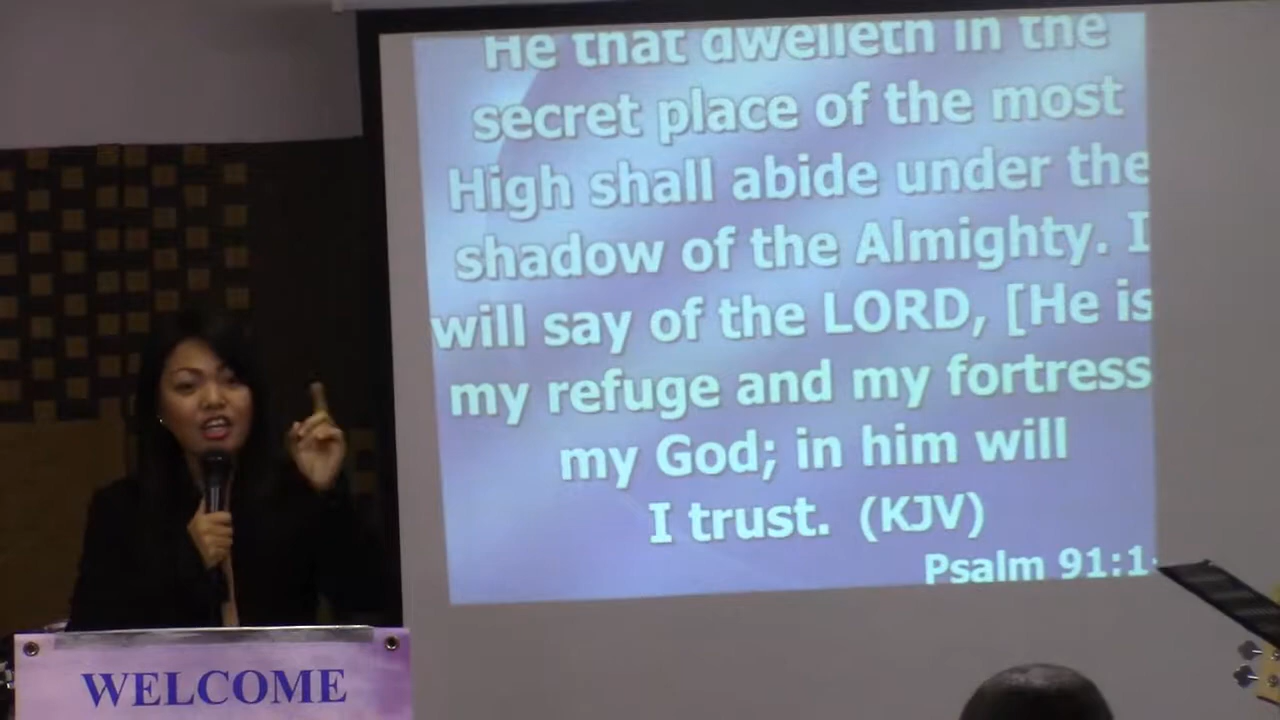 He that dwelleth in the
secret place of the most
High shall abide under the
shadow of the Almighty. I
will say of the LORD, [He is
my refuge and my fortress
my God; in him will
I trust. (KJV)
Psalm 91:1-
WELCOME